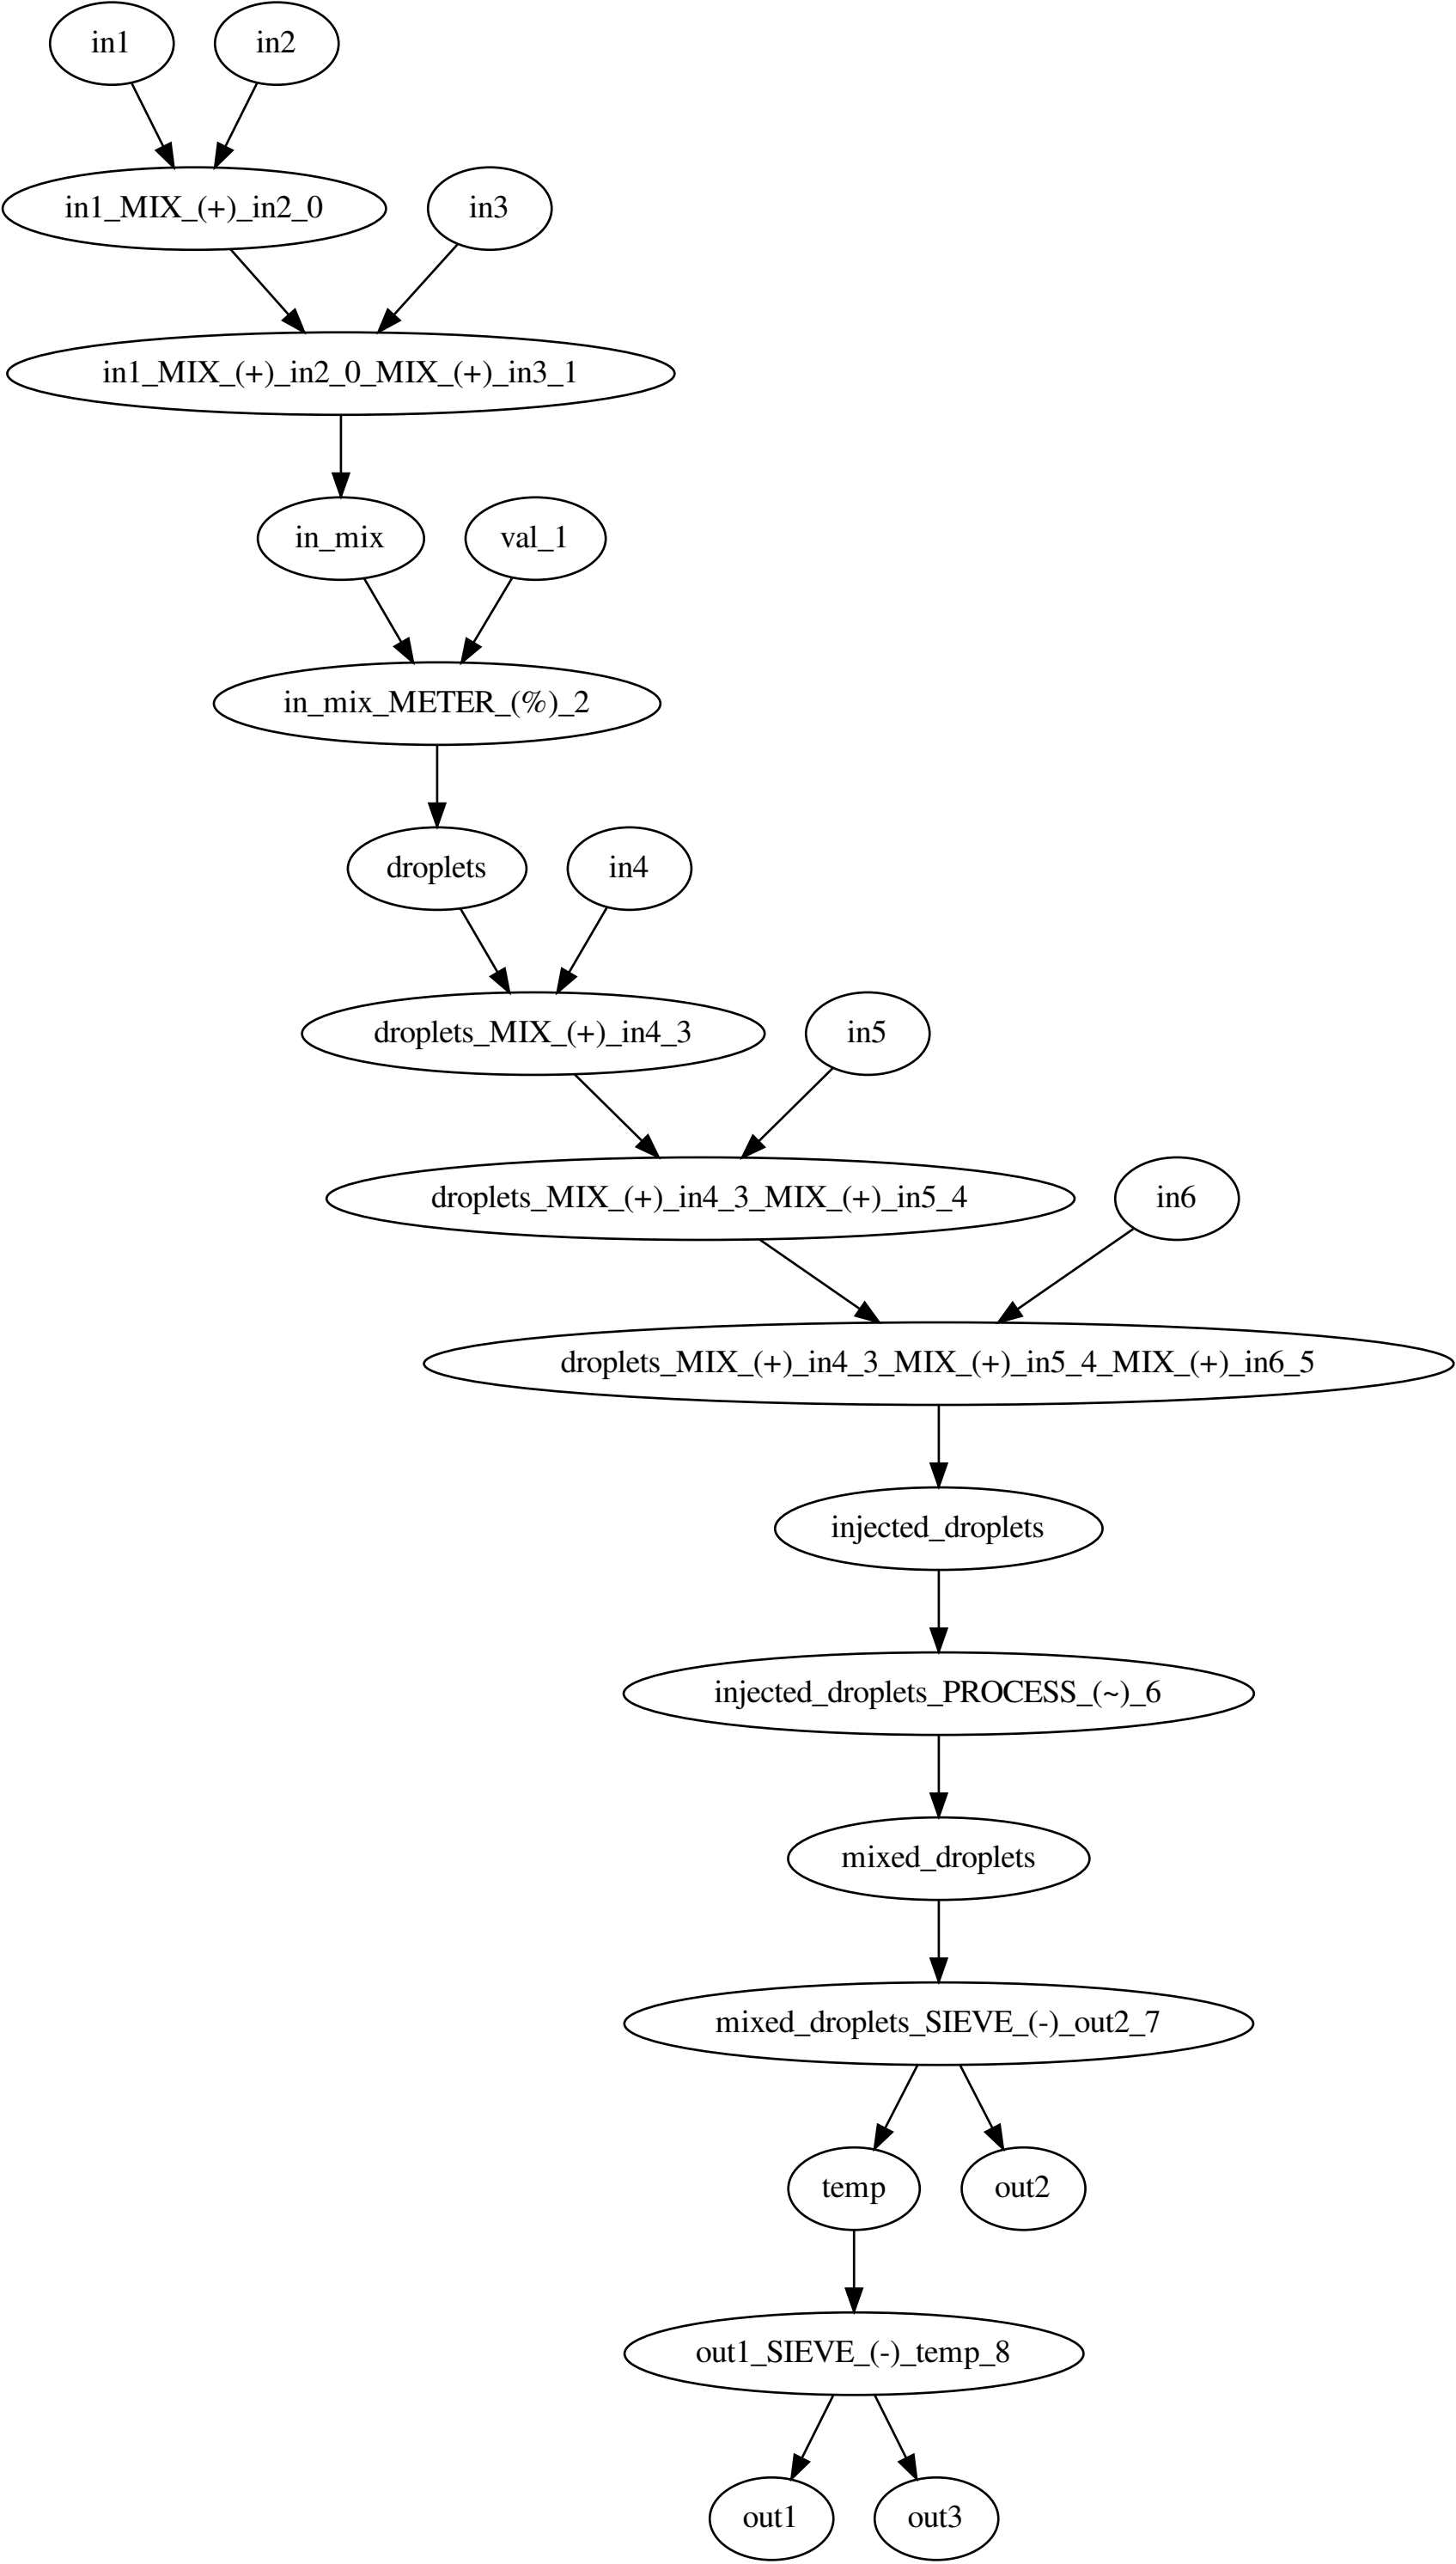 in1
in2
in1_MIX_(+)_in2_0
in3
in1_MIX_(+)_in2_0_MIX_(+)_in3_1
in_mix
val_1
in_mix_METER_(%)_2
droplets
in4
droplets_MIX_(+)_in4_3
in5
droplets_MIX_(+)_in4_3_MIX_(+)_in5_4
in6
droplets_MIX_(+)_in4_3_MIX_(+)_in5_4_MIX_(+)_in6_5
injected_droplets
injected_droplets_PROCESS_(~)_6
mixed_droplets
mixed_droplets_SIEVE_(-)_out2_7
temp
out2
out1_SIEVE_(-)_temp_8
out1
out3